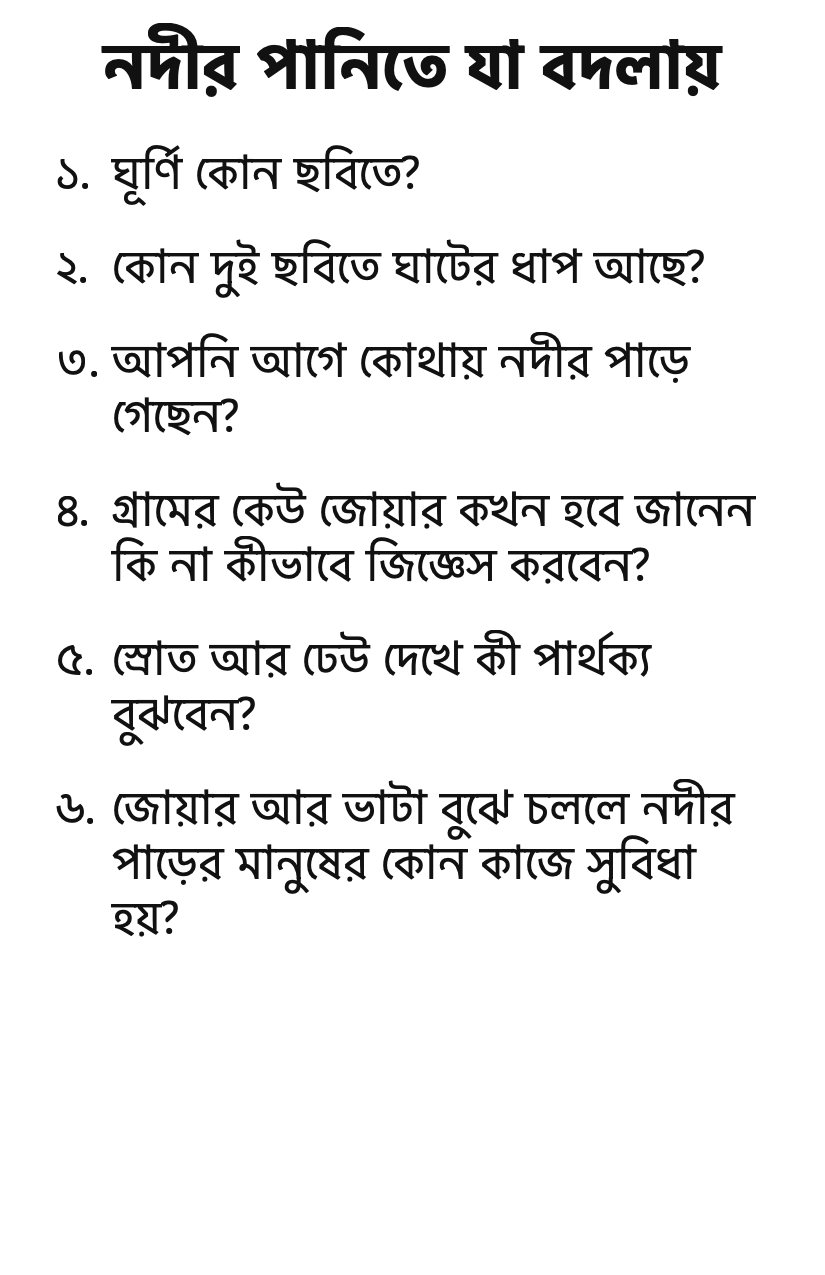 নদীর পানিতে যা বদলায়
১. ঘূর্ণি কোন ছবিতে?
২. কোন দুই ছবিতে ঘাটের ধাপ আছে?
৩. আপনি আগে কোথায় নদীর পাড়ে
গেছেন?
৪. গ্রামের কেউ জোয়ার কখন হবে জানেন
কি না কীভাবে জিজ্ঞেস করবেন?
৫. স্রোত আর ঢেউ দেখে কী পার্থক্য
বুঝবেন?
৬. জোয়ার আর ভাটা বুঝে চললে নদীর
পাড়ের মানুষের কোন কাজে সুবিধা
হয়?